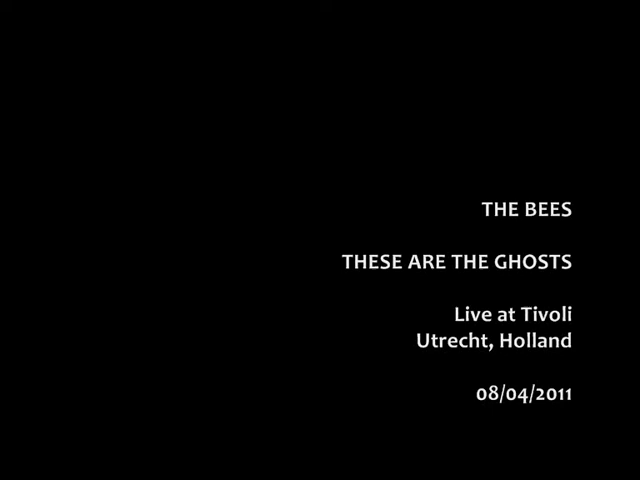 THE BEES
THESE ARE THE GHOSTS
Live at Tivoli
Utrecht, Holland
08/04/2011